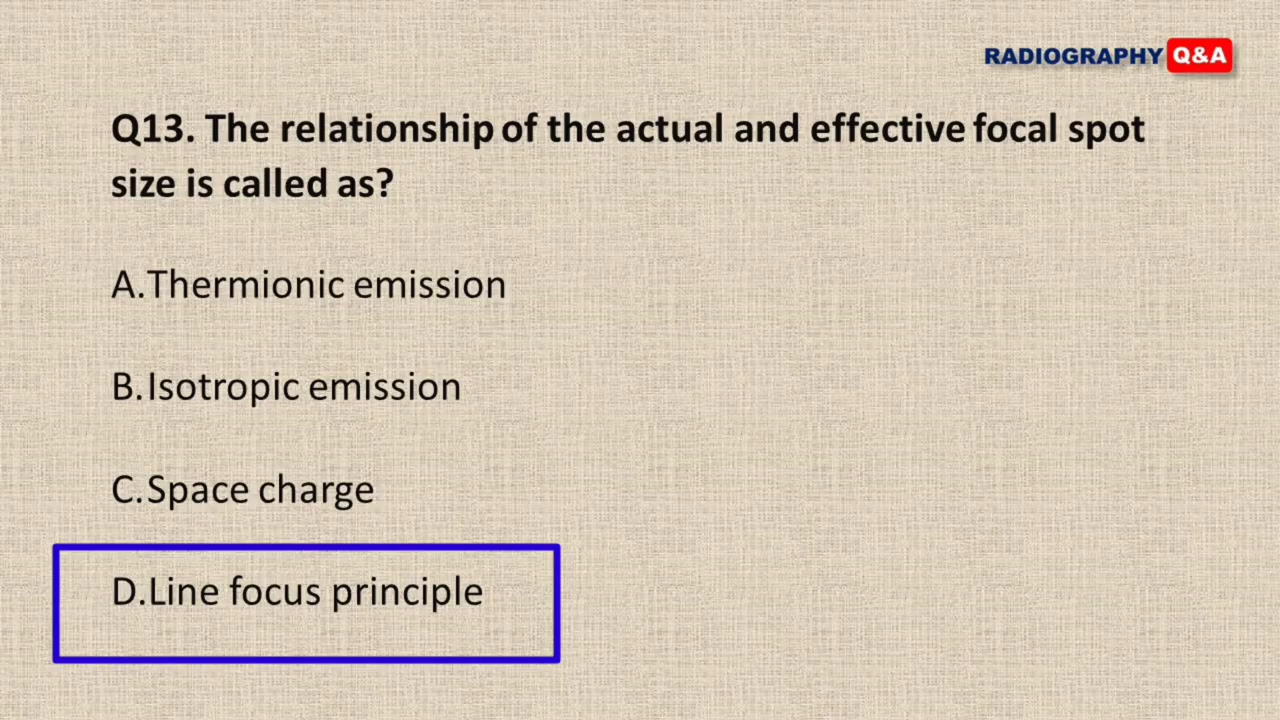 RADIOGRAPHY Q&A
Q13. The relationship of the actual and effective focal spot
size is called as?
A.Thermionic emission
B.Isotropic emission
C.Space charge
D.Line focus principle